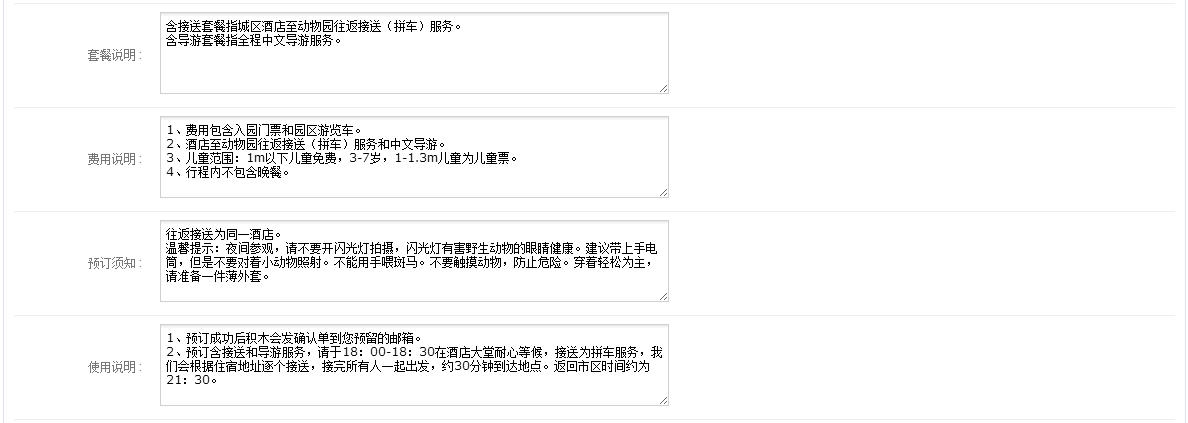 套餐说明：
含接送套餐指城区酒店至动物园往返接送（拼车）服务。
含导游套餐指全程中文导游服务。
费用说明：
1、费用包含入园门票和园区游览车。
2、酒店至动物园往返接送（拼车）服务和中文导游。
3、儿童范围：1m以下儿童免费，3-7岁，1-1.3m儿童为儿童票。
4、行程内不包含晚餐。
预订须知：
往返接送为同一酒店。
温馨提示：夜间参观，请不要开闪光灯拍摄，闪光灯有害野生动物的眼睛健康。建议带上手电
筒，但是不要对着小动物照射。不能用手喂斑马。不要触摸动物，防止危险。穿着轻松为主，
请准备一件薄外套。
使用说明：
1、预订成功后积木会发确认单到您预留的邮箱。
2、预订含接送和导游服务，请于18：00-18：30在酒店大堂耐心等候，接送为拼车服务，我
们会根据住宿地址逐个接送，接完所有人一起出发，约30分钟到达地点。返回市区时间约为
21：30。